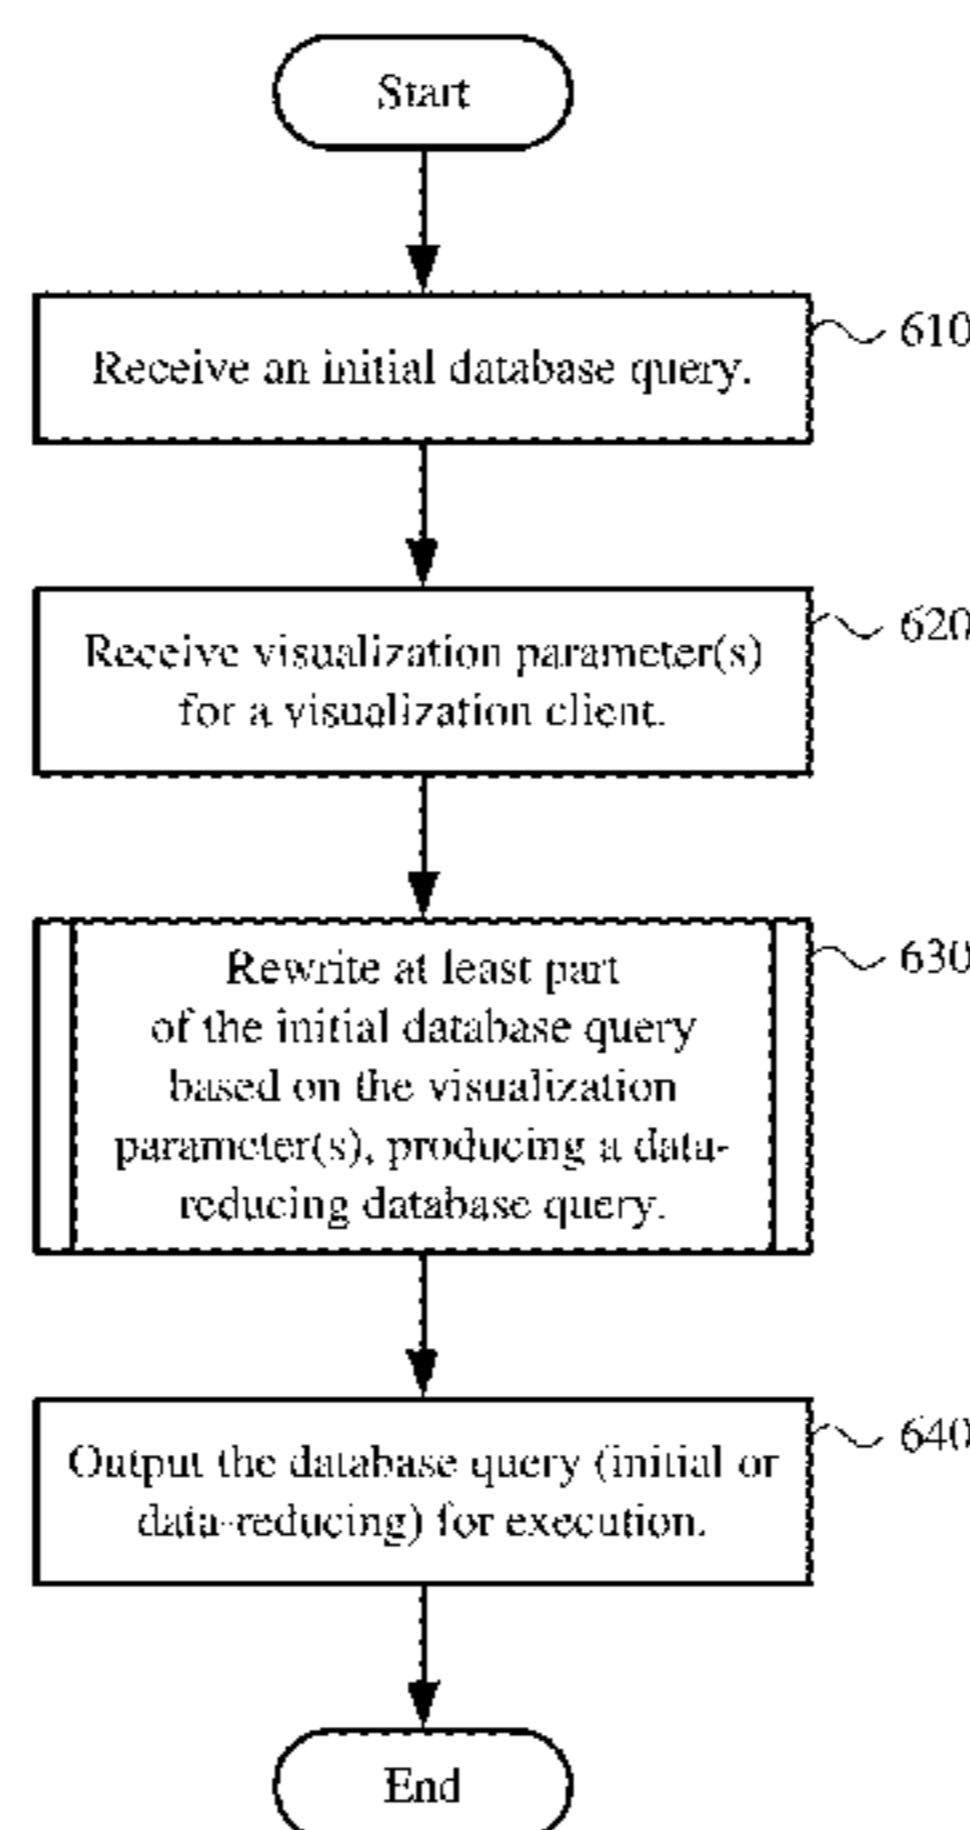 Start
Receive an initial database query.
610
Receive visualization parameter(s)
for a visualization client.
620
Rewrite at least part
of the initial database query
based on the visualization
parameter(s), producing a data-
reducing database query.
630
Output the database query (initial or
data-reducing) for execution.
640
End